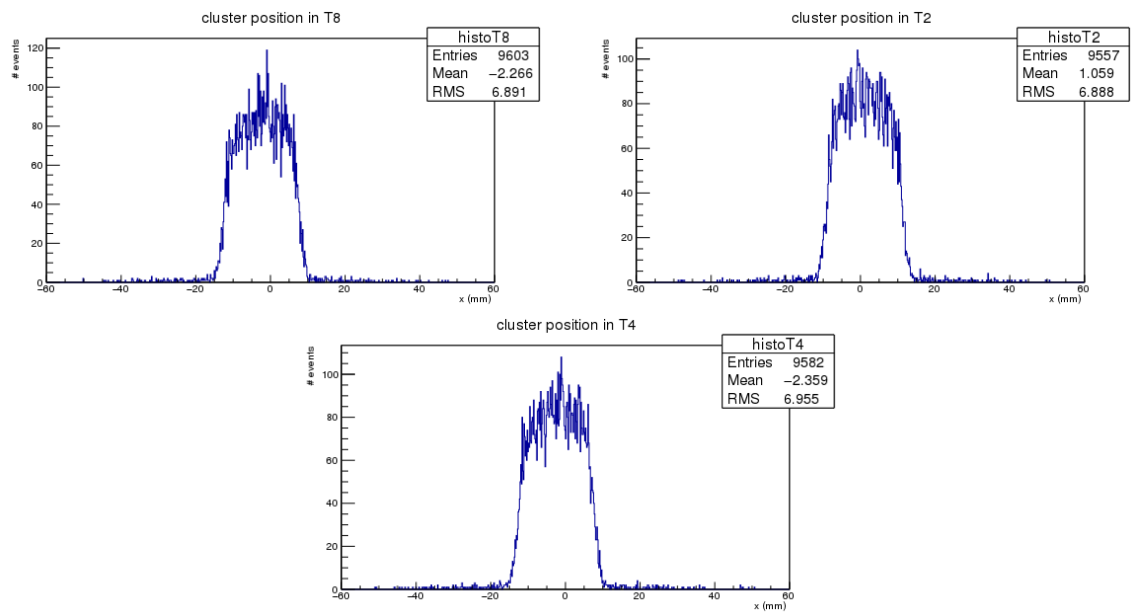 cluster position in T8
# events
histoT8
Entries 9603
Mean −2.266
RMS 6.891
120
100
80
60
40
20
0
−60 −40 −20 0 20 40 60
x (mm)
cluster position in T2
# events
histoT2
Entries 9557
Mean 1.059
RMS 6.888
100
80
60
40
20
0
−60 −40 −20 0 20 40 60
x (mm)
cluster position in T4
# events
histoT4
Entries 9582
Mean −2.359
RMS 6.955
100
80
60
40
20
0
−60 −40 −20 0 20 40 60
x (mm)